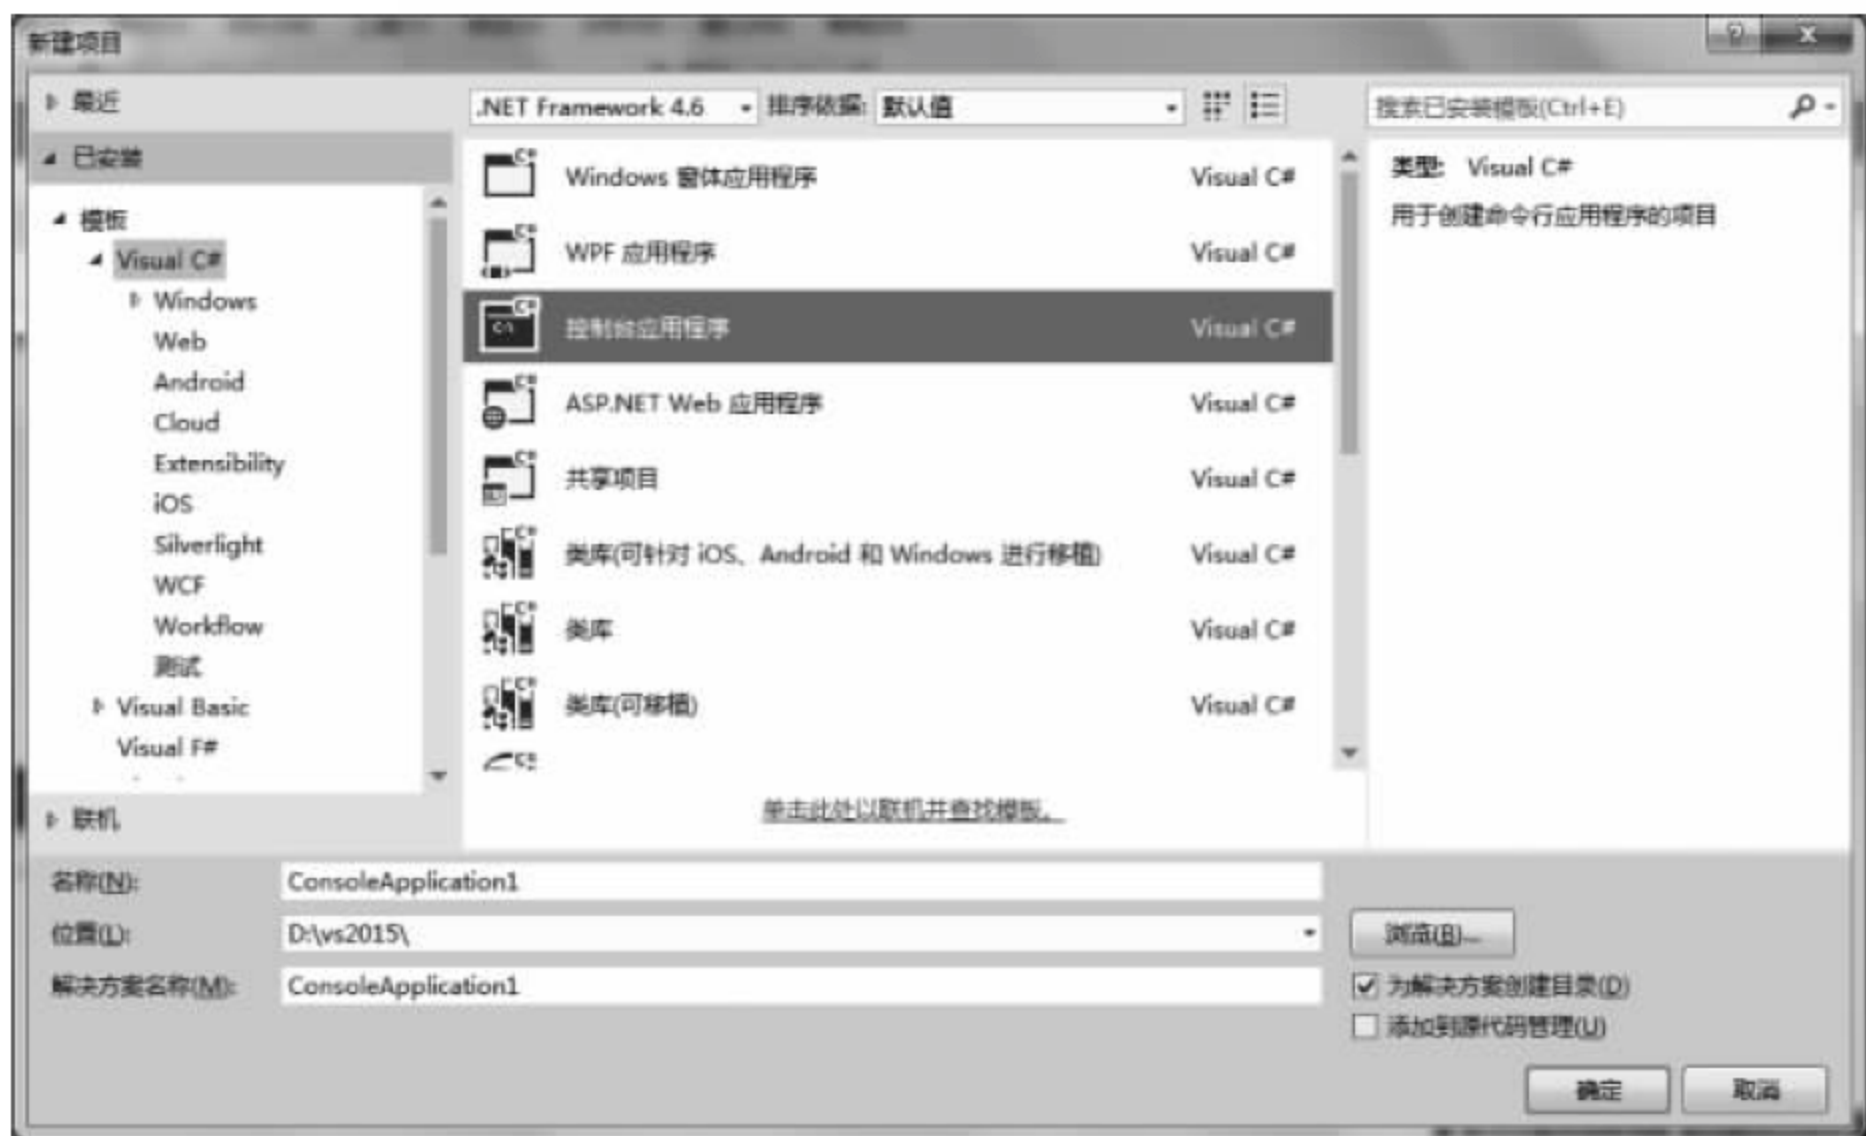 新建项目
最近
已安装
模板
Visual C#
Windows
Web
Android
Cloud
Extensibility
iOS
Silverlight
WCF
Workflow
测试
Visual Basic
Visual F#
联机
.NET Framework 4.6
排序依据: 默认值
Windows 窗体应用程序 Visual C#
WPF 应用程序 Visual C#
控制台应用程序 Visual C#
ASP.NET Web 应用程序 Visual C#
共享项目 Visual C#
类库(可针对 iOS、Android 和 Windows 进行移植) Visual C#
类库 Visual C#
类库(可移植) Visual C#
单击此处以联机并查找模板。
搜索已安装模板(Ctrl+E)
类型: Visual C#
用于创建命令行应用程序的项目
名称(N): ConsoleApplication1
位置(L): D:\vs2015\
浏览(B)...
解决方案名称(M): ConsoleApplication1
为解决方案创建目录(D)
添加到源代码管理(U)
确定
取消